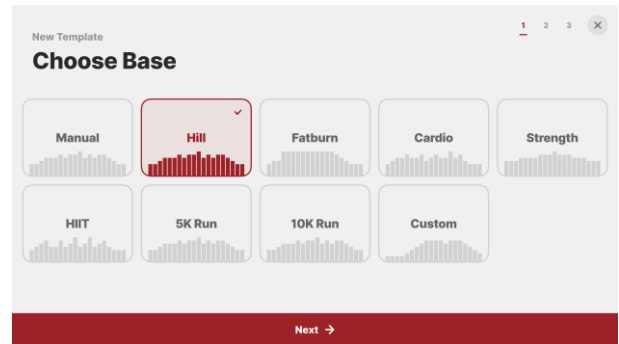 New Template
Choose Base
1 2 3
Manual
Hill
Fatburn
Cardio
Strength
HIIT
5K Run
10K Run
Custom
Next →